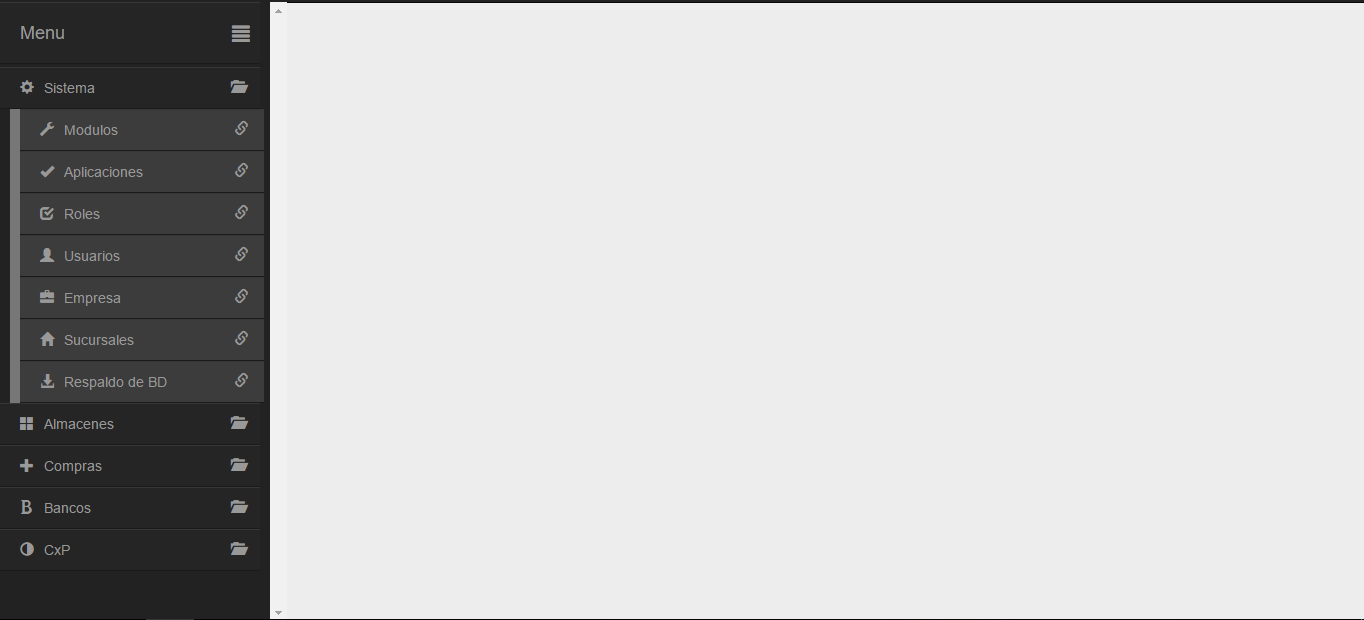 Menu
Sistema
Modulos
Aplicaciones
Roles
Usuarios
Empresa
Sucursales
Respaldo de BD
Almacenes
Compras
Bancos
CxP